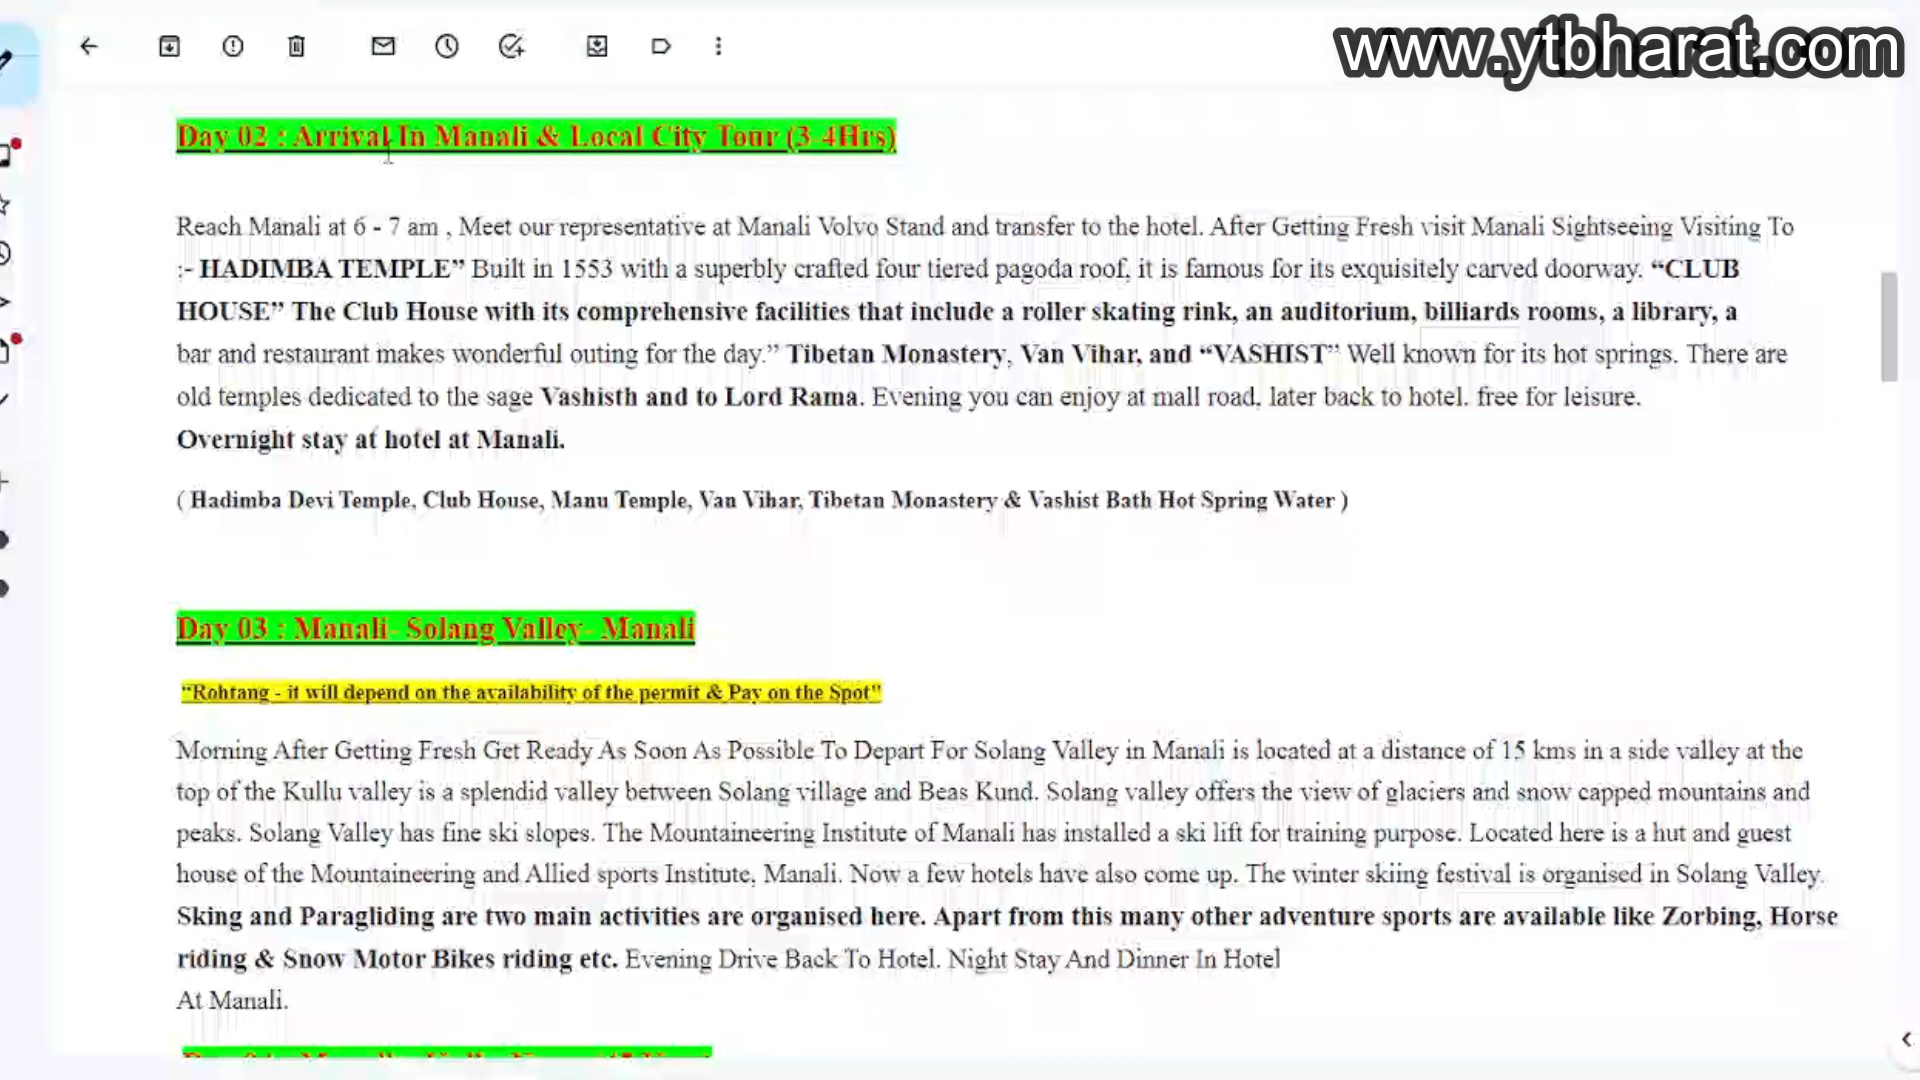 www.ytbharat.com
Day 02 : Arrival In Manali & Local City Tour (3-4Hrs)
Reach Manali at 6 - 7 am , Meet our representative at Manali Volvo Stand and transfer to the hotel. After Getting Fresh visit Manali Sightseeing Visiting To
:- HADIMBA TEMPLE” Built in 1553 with a superbly crafted four tiered pagoda roof, it is famous for its exquisitely carved doorway. “CLUB
HOUSE” The Club House with its comprehensive facilities that include a roller skating rink, an auditorium, billiards rooms, a library, a
bar and restaurant makes wonderful outing for the day.” Tibetan Monastery, Van Vihar, and “VASHIST” Well known for its hot springs. There are
old temples dedicated to the sage Vashisth and to Lord Rama. Evening you can enjoy at mall road, later back to hotel. free for leisure.
Overnight stay at hotel at Manali.
( Hadimba Devi Temple, Club House, Manu Temple, Van Vihar, Tibetan Monastery & Vashist Bath Hot Spring Water )
Day 03 : Manali- Solang Valley- Manali
“Rohtang - it will depend on the availability of the permit & Pay on the Spot”
Morning After Getting Fresh Get Ready As Soon As Possible To Depart For Solang Valley in Manali is located at a distance of 15 kms in a side valley at the
top of the Kullu valley is a splendid valley between Solang village and Beas Kund. Solang valley offers the view of glaciers and snow capped mountains and
peaks. Solang Valley has fine ski slopes. The Mountaineering Institute of Manali has installed a ski lift for training purpose. Located here is a hut and guest
house of the Mountaineering and Allied sports Institute, Manali. Now a few hotels have also come up. The winter skiing festival is organised in Solang Valley.
Sking and Paragliding are two main activities are organised here. Apart from this many other adventure sports are available like Zorbing, Horse
riding & Snow Motor Bikes riding etc. Evening Drive Back To Hotel. Night Stay And Dinner In Hotel
At Manali.